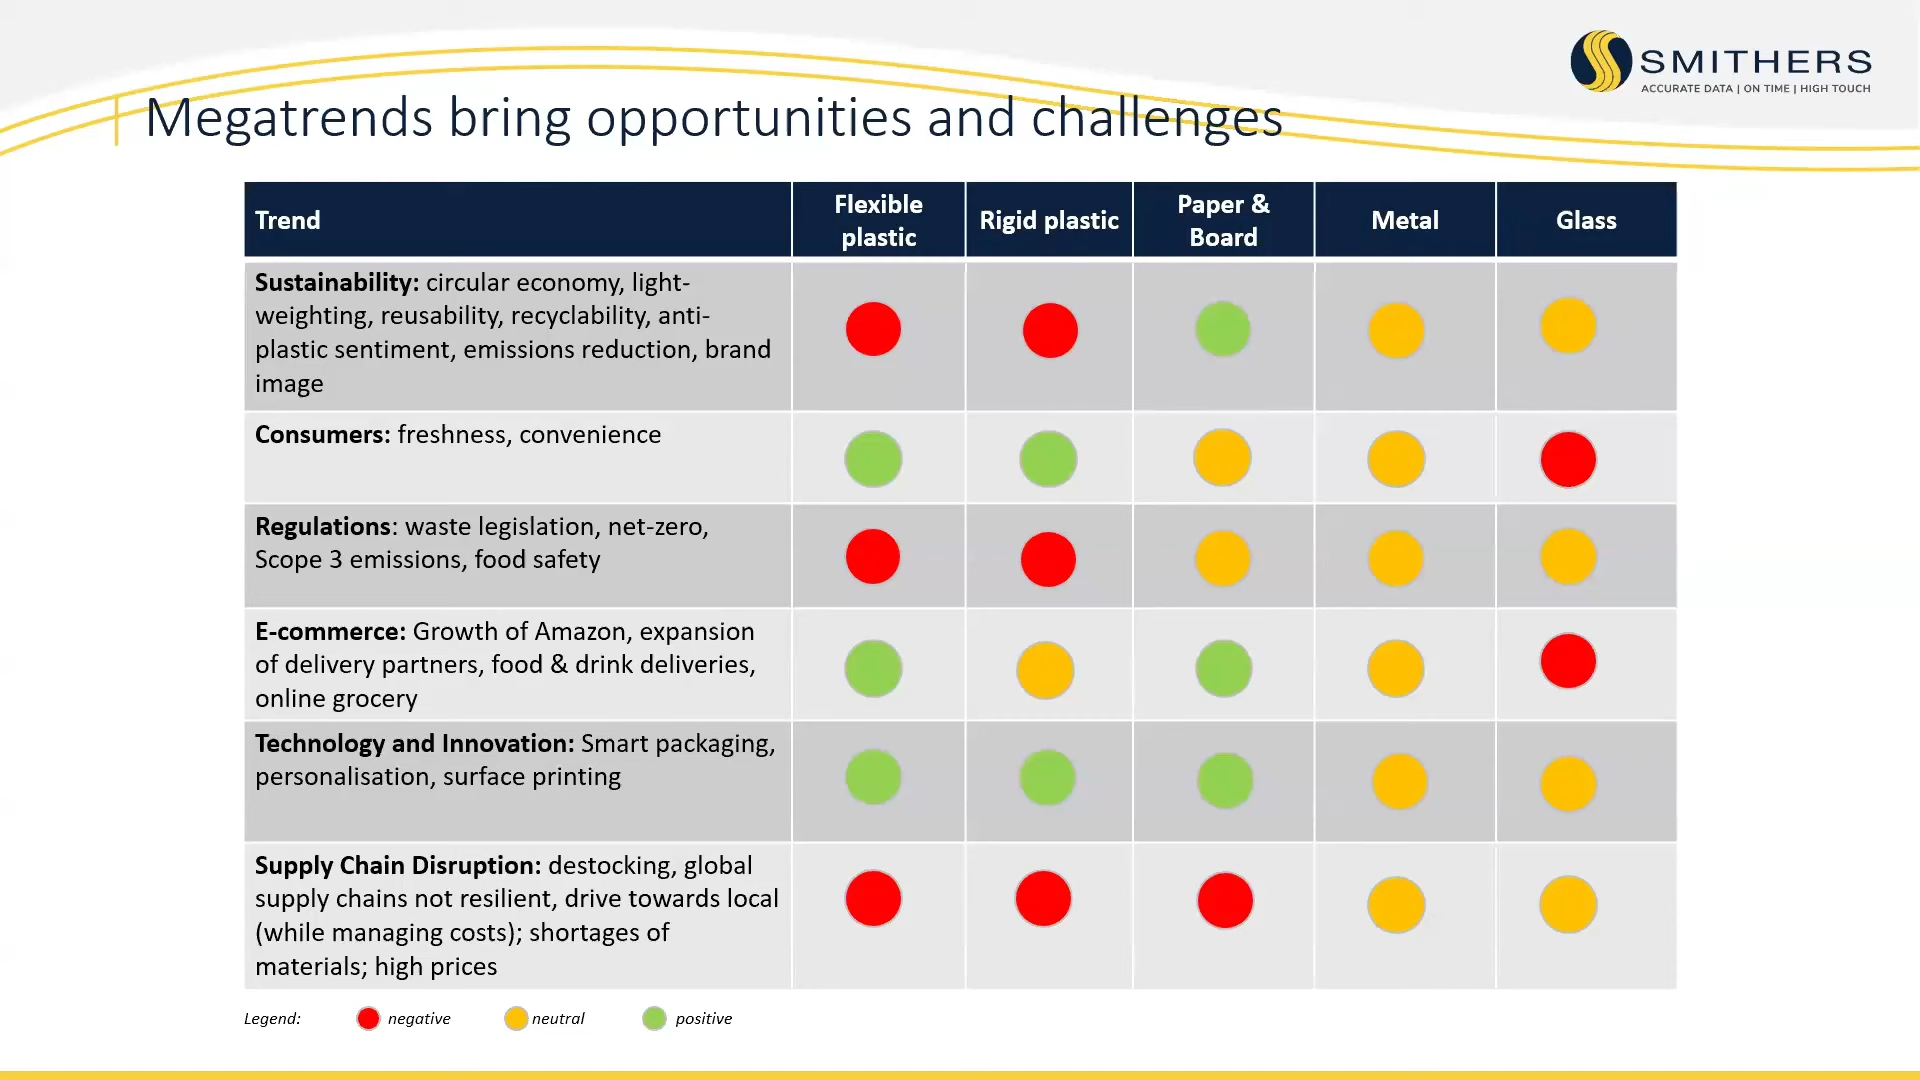 SMITHERS
ACCURATE DATA | ON TIME | HIGH TOUCH
Megatrends bring opportunities and challenges
Trend
Flexible
plastic
Rigid plastic
Paper &
Board
Metal
Glass
Sustainability: circular economy, light-
weighting, reusability, recyclability, anti-
plastic sentiment, emissions reduction, brand
image
Consumers: freshness, convenience
Regulations: waste legislation, net-zero,
Scope 3 emissions, food safety
E-commerce: Growth of Amazon, expansion
of delivery partners, food & drink deliveries,
online grocery
Technology and Innovation: Smart packaging,
personalisation, surface printing
Supply Chain Disruption: destocking, global
supply chains not resilient, drive towards local
(while managing costs); shortages of
materials; high prices
Legend: negative neutral positive